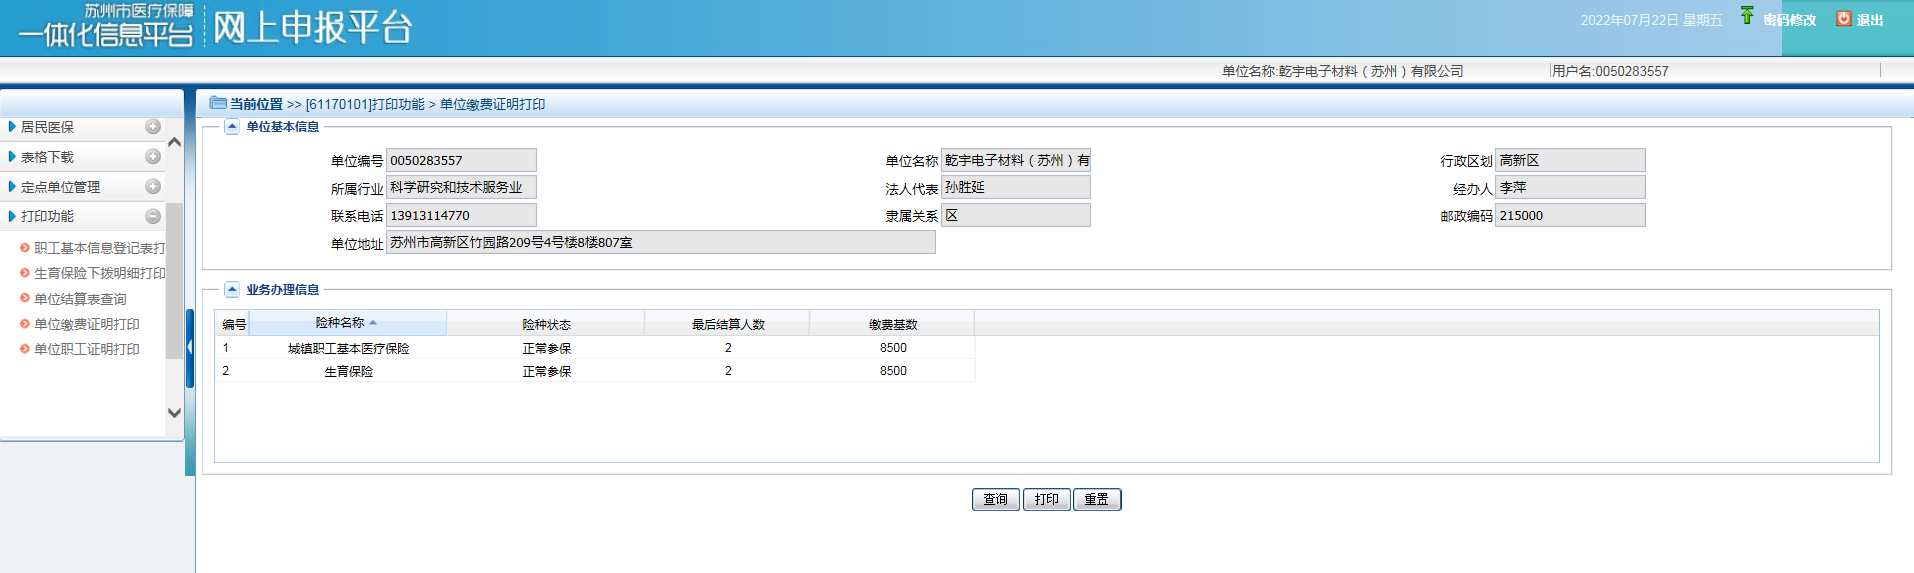 苏州市医疗保障
一体化信息平台
网上申报平台
2022年07月22日 星期五 密码修改 退出
单位名称:乾宇电子材料（苏州）有限公司 用户名:0050283557
居民医保
表格下载
定点单位管理
打印功能
职工基本信息登记表打
生育保险下拨明细打印
单位结算表查询
单位缴费证明打印
单位职工证明打印
当前位置 >> [61170101]打印功能 > 单位缴费证明打印
单位基本信息
单位编号 0050283557 单位名称 乾宇电子材料（苏州）有 行政区划 高新区
所属行业 科学研究和技术服务业 法人代表 孙胜延 经办人 李萍
联系电话 13913114770 隶属关系 区 邮政编码 215000
单位地址 苏州市高新区竹园路209号4号楼8楼807室
业务办理信息
编号 险种名称 险种状态 最后结算人数 缴费基数
1 城镇职工基本医疗保险 正常参保 2 8500
2 生育保险 正常参保 2 8500
查询 打印 重置